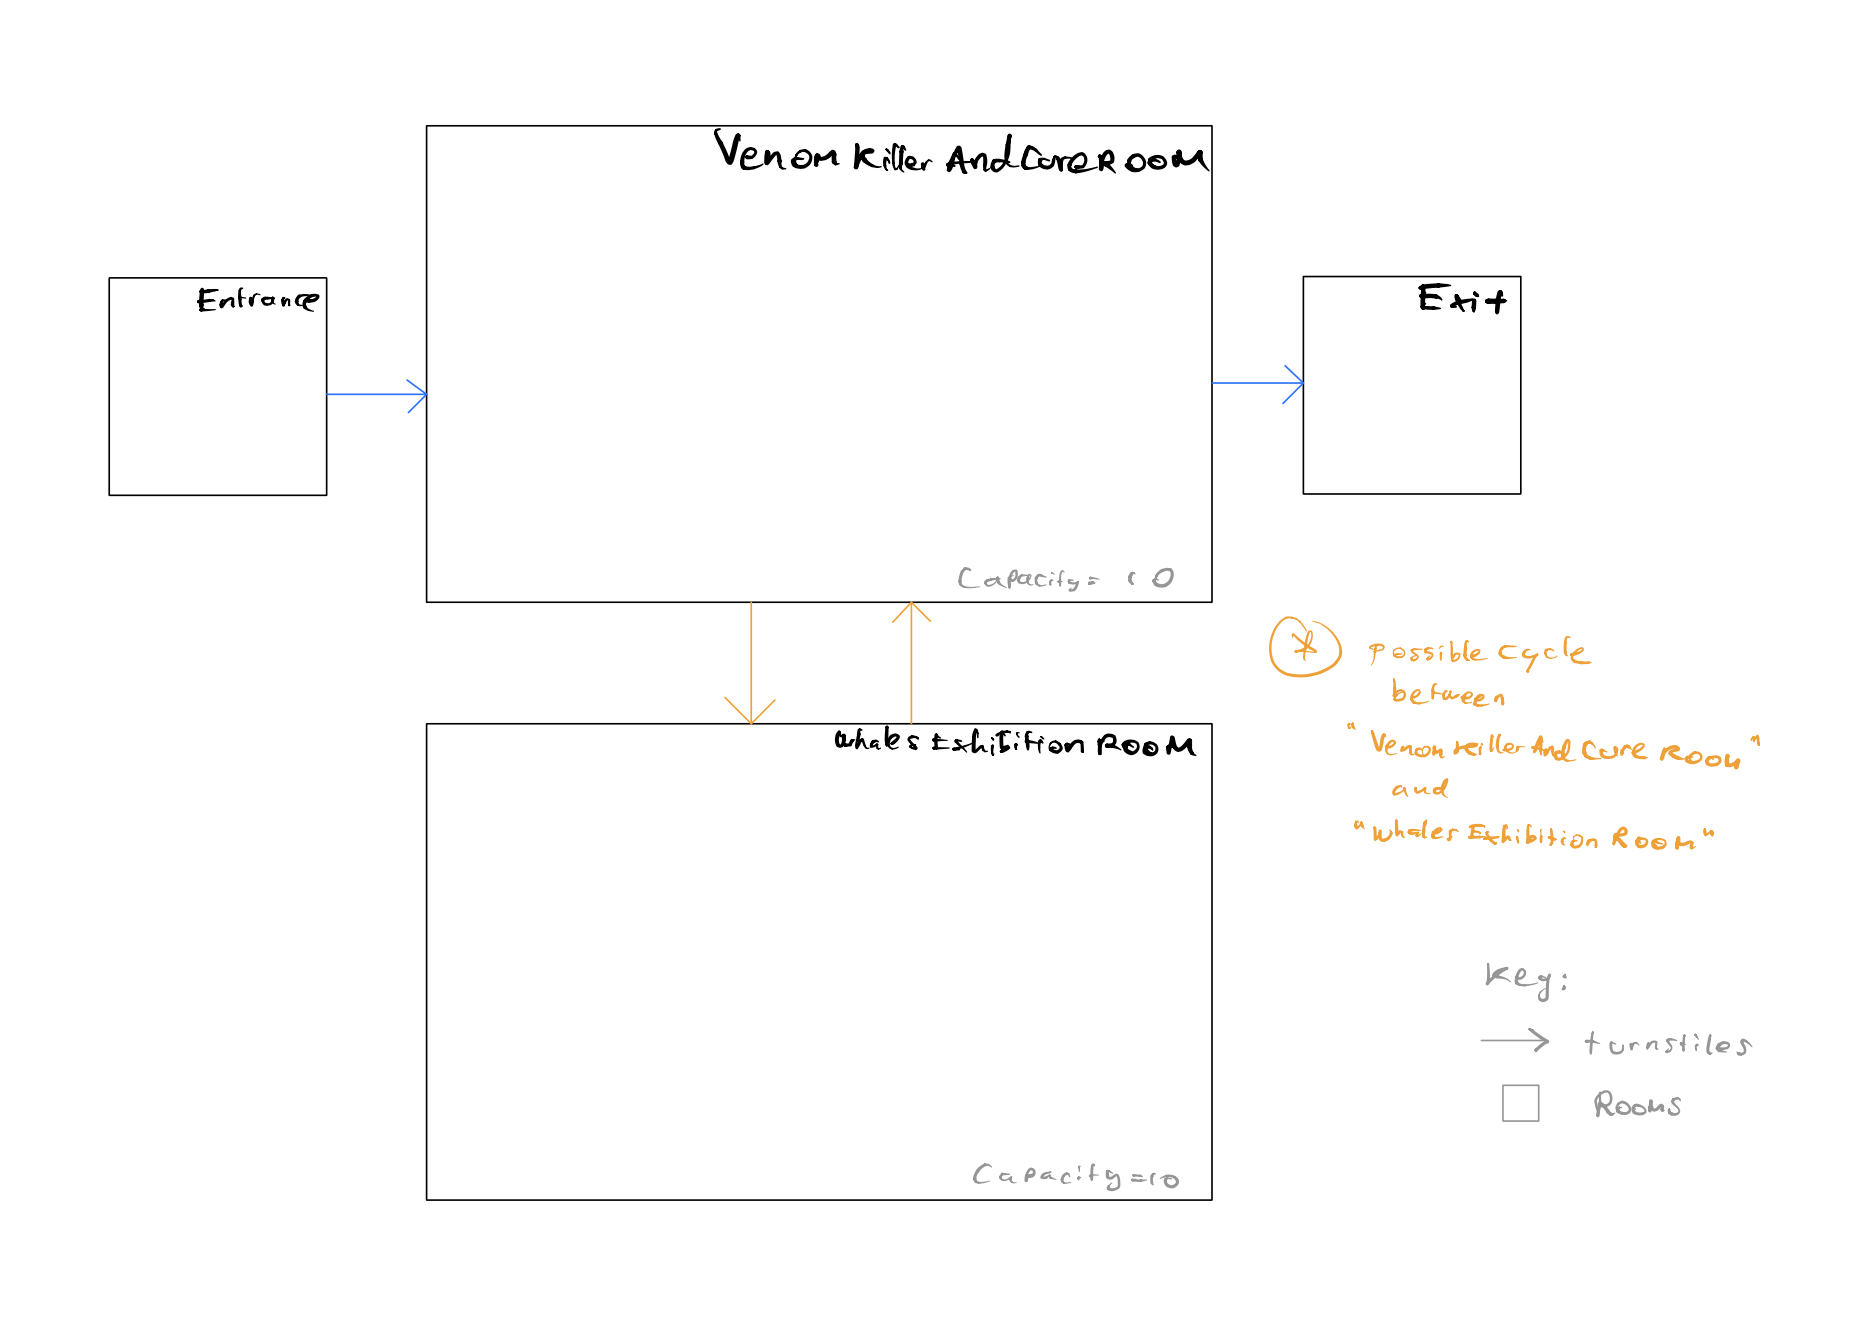 Venom Killer And Cure Room
Entrance
Exit
Capacity = 10
* Possible cycle
between
"Venom Killer And Cure Room"
and
"Whales Exhibition Room"
Whales Exhibition Room
Capacity = 10
Key:
turnstiles
Rooms